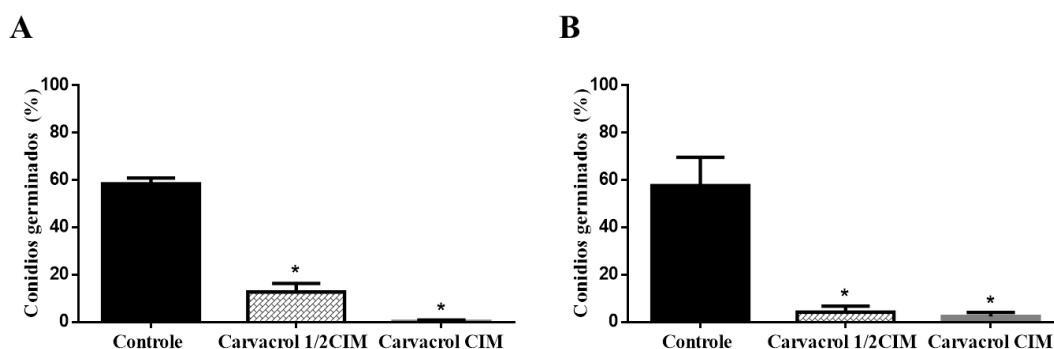 A
Conidios germinados (%)
100
80
60
40
20
0
*
*
Controle
Carvacrol 1/2CIM
Carvacrol CIM
B
Conidios germinados (%)
100
80
60
40
20
0
*
*
Controle
Carvacrol 1/2CIM
Carvacrol CIM